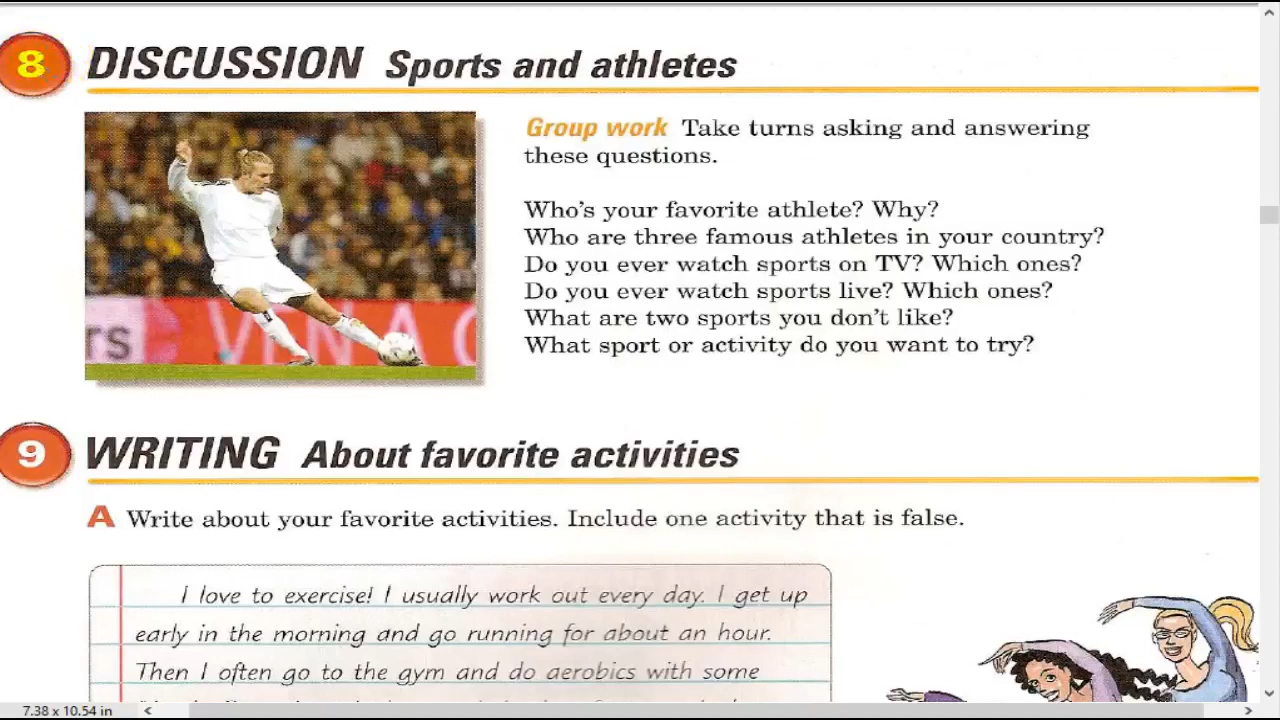 8 DISCUSSION Sports and athletes
Group work Take turns asking and answering
these questions.
Who's your favorite athlete? Why?
Who are three famous athletes in your country?
Do you ever watch sports on TV? Which ones?
Do you ever watch sports live? Which ones?
What are two sports you don't like?
What sport or activity do you want to try?
rs VEN A C
9 WRITING About favorite activities
A Write about your favorite activities. Include one activity that is false.
I love to exercise! I usually work out every day. I get up
early in the morning and go running for about an hour.
Then I often go to the gym and do aerobics with some
7.38 x 10.54 in